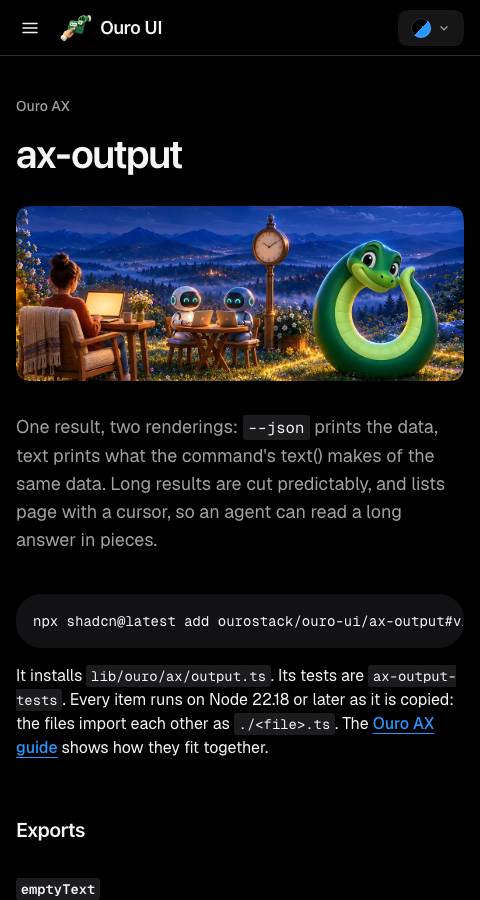 Ouro UI
Ouro AX
ax-output
One result, two renderings: --json prints the data,
text prints what the command's text() makes of the
same data. Long results are cut predictably, and lists
page with a cursor, so an agent can read a long
answer in pieces.
npx shadcn@latest add ourostack/ouro-ui/ax-output#v
It installs lib/ouro/ax/output.ts. Its tests are ax-output-
tests. Every item runs on Node 22.18 or later as it is copied:
the files import each other as ./<file>.ts. The Ouro AX
guide shows how they fit together.
Exports
emptyText